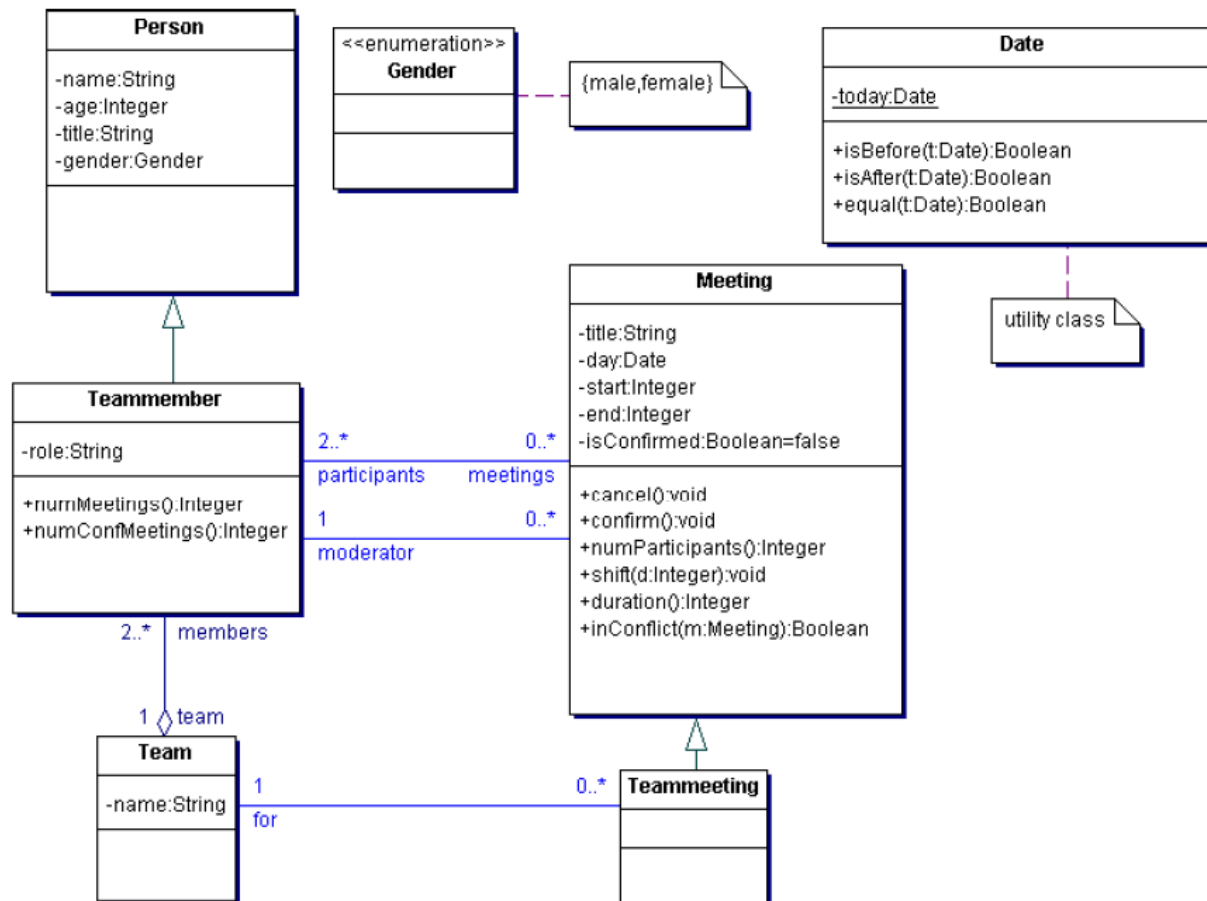 Person
-name:String
-age:Integer
-title:String
-gender:Gender
<<enumeration>>
Gender
{male,female}
Date
-today:Date
+isBefore(t:Date):Boolean
+isAfter(t:Date):Boolean
+equal(t:Date):Boolean
utility class
Meeting
-title:String
-day:Date
-start:Integer
-end:Integer
-isConfirmed:Boolean=false
+cancel():void
+confirm():void
+numParticipants():Integer
+shift(d:Integer):void
+duration():Integer
+inConflict(m:Meeting):Boolean
Teammember
-role:String
+numMeetings():Integer
+numConfMeetings():Integer
2..* 0..*
participants meetings
1 0..*
moderator
2..* members
1 team
Team
-name:String
1 0..*
for
Teammeeting